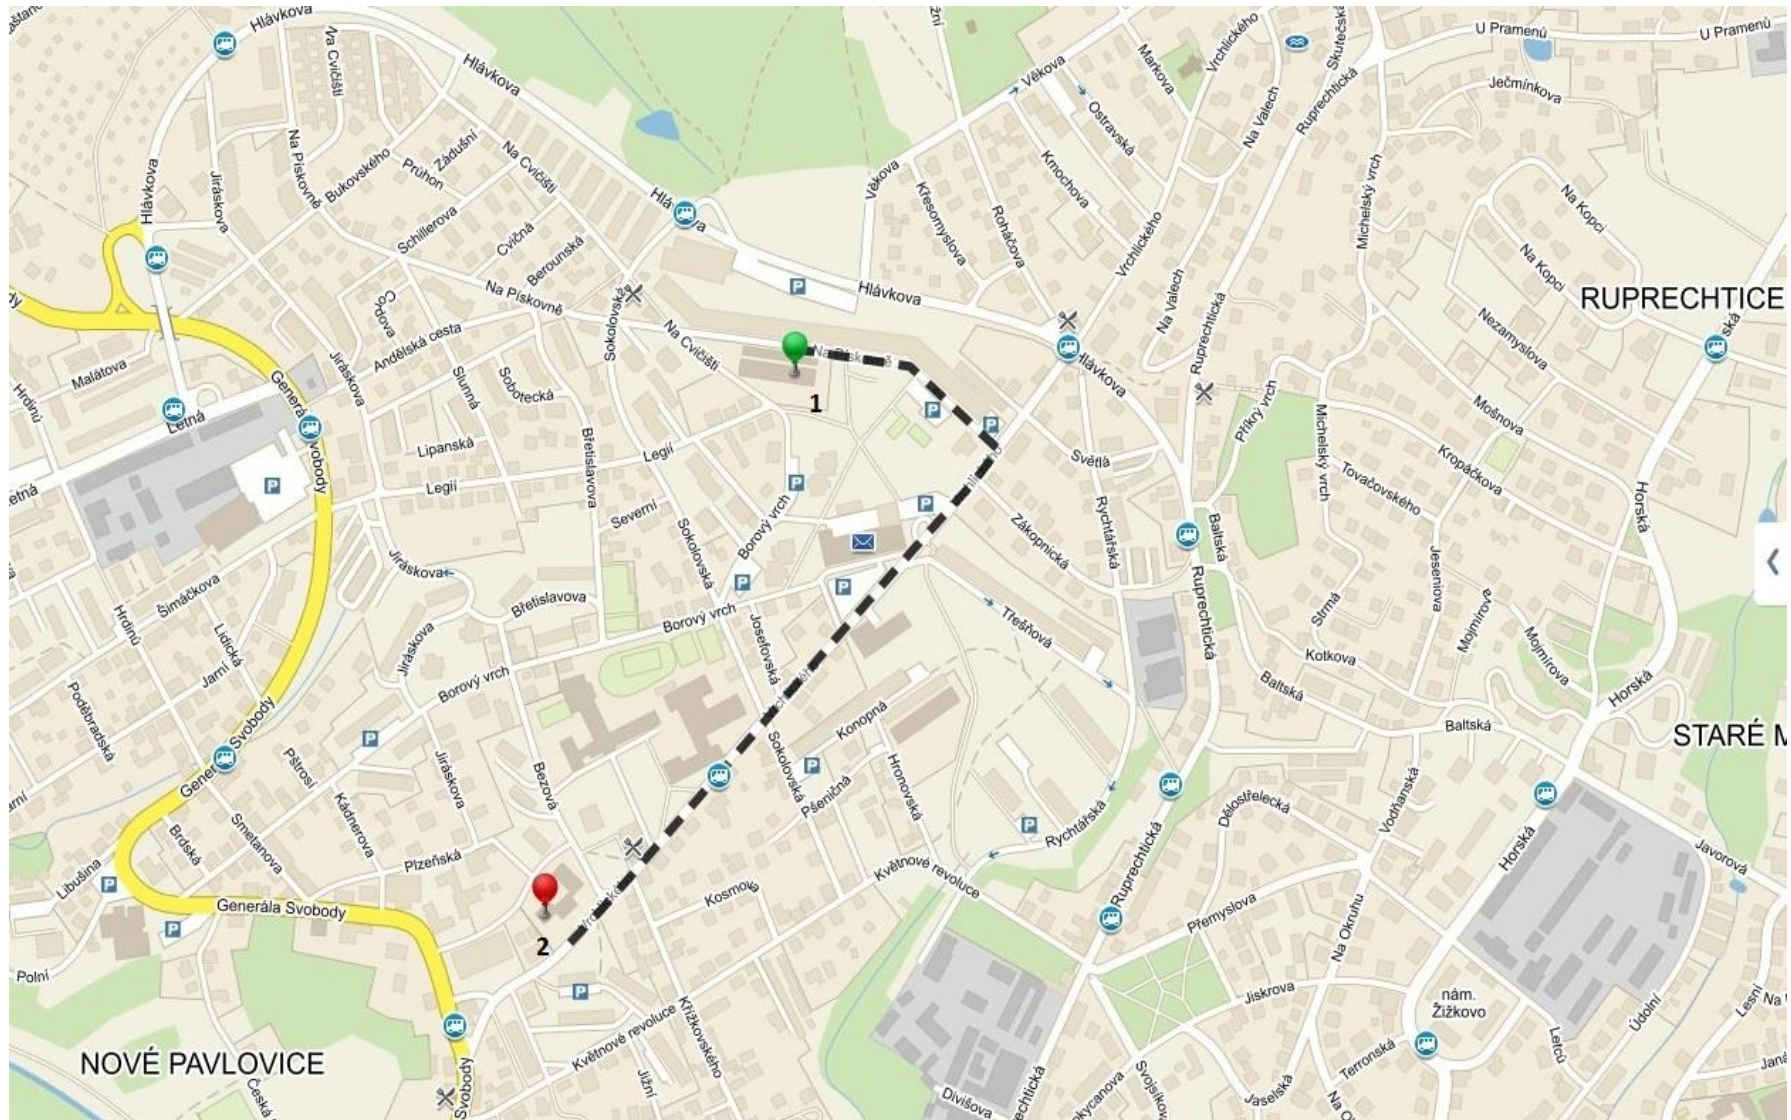 Hlávkova
Na Cvičišti
Hlávkova
Věkova
Markova
Vrchlického
Skutečská
U Pramenů
U Pramenů
Ječmínkova
Ostravská
Na Valech
Ruprechtická
Na Pískovně
Zádušní
Průhon
Bukovského
Na Cvičišti
Hlávkova
Jiráskova
Schillerova
Cvičná
Berounská
Hlávkova
Věkova
Křesomyslova
Roháčova
Kmochova
Vrchlického
Michelský vrch
Na Kopci
Na Kopci
RUPRECHTICE
Na Pískovně
Sokolovská
Hlávkova
Na Valech
Ruprechtická
Nezamyslova
Malátova
Andělská cesta
Jiráskova
Slunná
Sobotecká
Na Cvičišti
1
Hlávkova
Příkrý vrch
Mošnova
Hrdinů
Letná
Generála Svobody
Lipanská
Břetislavova
Legií
Legií
Světlá
Michelský vrch
Kropáčkova
Tovačovského
Horská
Severní
Sokolovská
Borový vrch
Zákopnická
Rychtářská
Baltská
Jiráskova
Šimáčkova
Břetislavova
Jeseniova
Strmá
Ruprechtická
Hrdinů
Lidická
Jarní
Jiráskova
Borový vrch
Josefovská
Třešňová
Mojmírova
Kotkova
Borový vrch
Baltská
Horská
Poděbradská
Konopná
Baltská
STARÉ M
Generála Svobody
Pštrosí
Jiráskova
Bezová
Sokolovská
Pšeničná
Hronovská
Kádnerova
Smetanova
Brdská
Rychtářská
Dělostřelecká
Vodňanská
Libušina
Plzeňská
Ruprechtická
Horská
Javorová
Květnové revoluce
Kosmova
Generála Svobody
2
Přemyslova
Na Okruhu
Polní
Jiskrova
nám.
Žižkovo
Údolní
Lesní
Květnové revoluce
Křížkovského
Letců
NOVÉ PAVLOVICE
Česká
Svobody
Jižní
Terronská
Jaselská
Divišova